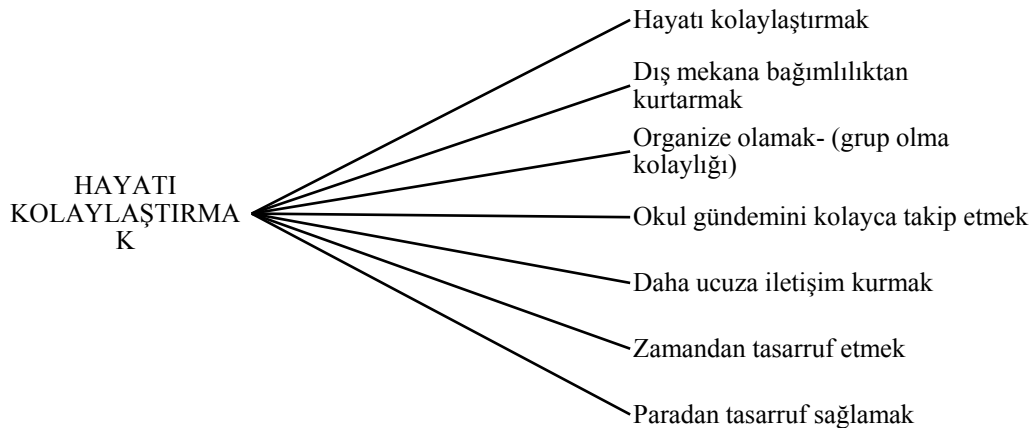 HAYATI
KOLAYLAŞTIRMA
K
Hayatı kolaylaştırmak
Dış mekana bağımlılıktan
kurtarmak
Organize olamak- (grup olma
kolaylığı)
Okul gündemini kolayca takip etmek
Daha ucuza iletişim kurmak
Zamandan tasarruf etmek
Paradan tasarruf sağlamak